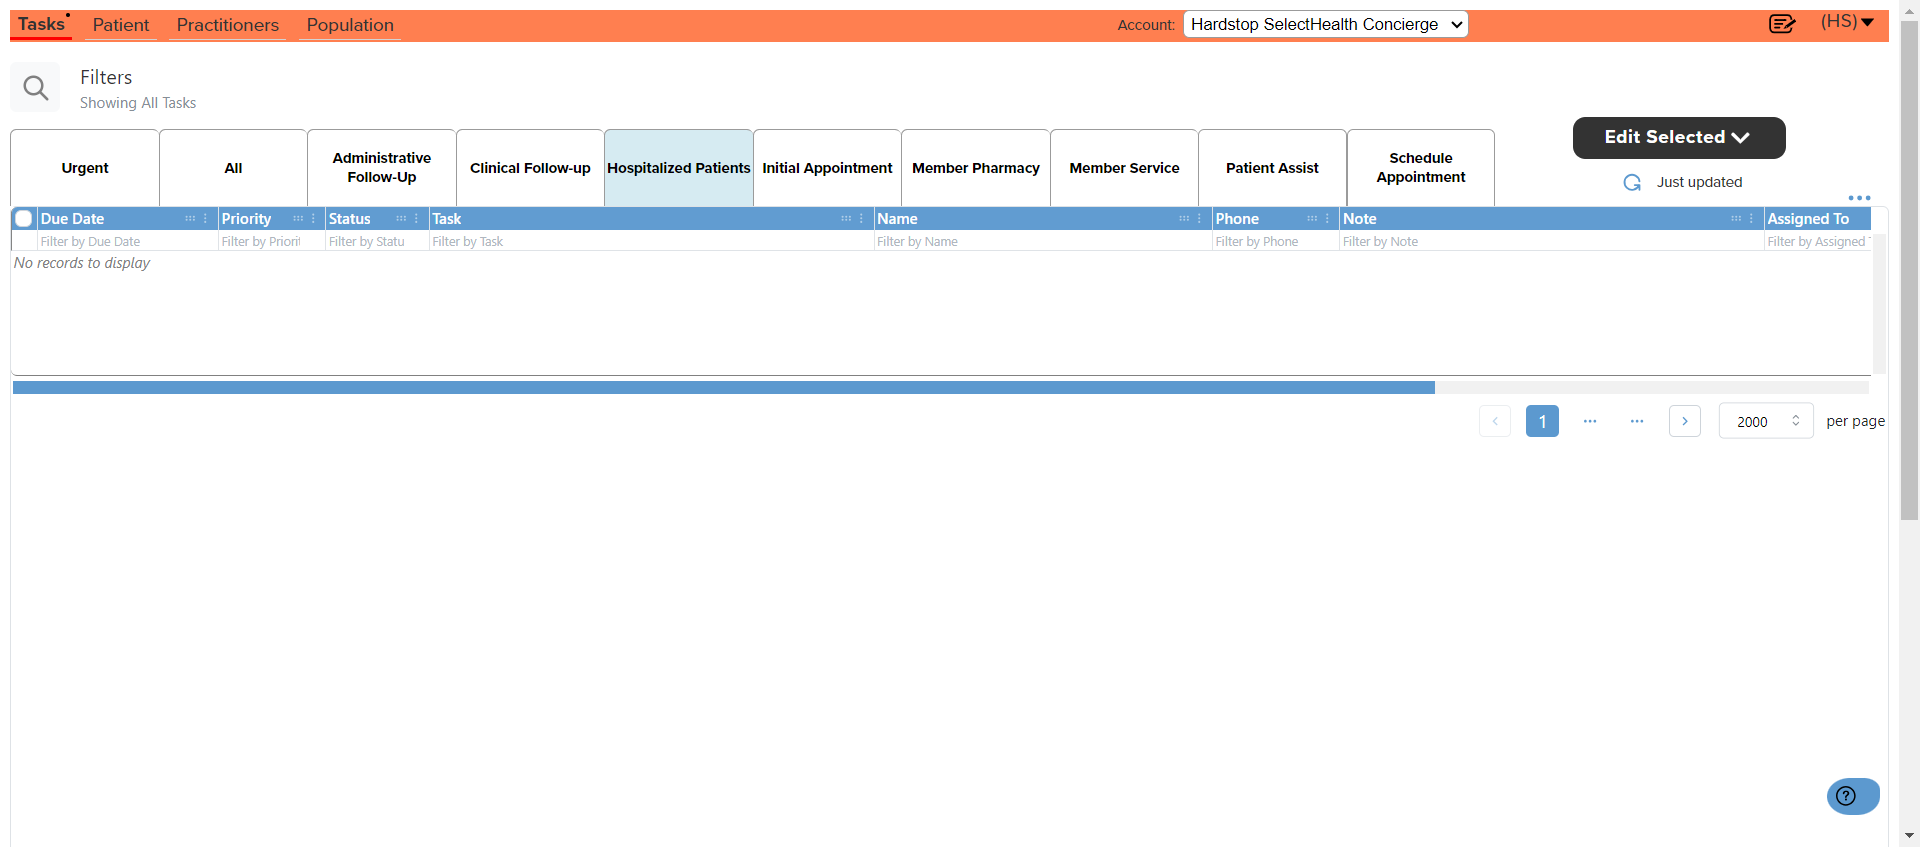 Tasks Patient Practitioners Population Account: Hardstop SelectHealth Concierge (HS)
Filters
Showing All Tasks
Urgent
All
Administrative
Follow-Up
Clinical Follow-up
Hospitalized Patients
Initial Appointment
Member Pharmacy
Member Service
Patient Assist
Schedule
Appointment
Edit Selected
Just updated
Due Date Priority Status Task Name Phone Note Assigned To
Filter by Due Date Filter by Priorit Filter by Statu Filter by Task Filter by Name Filter by Phone Filter by Note Filter by Assigned
No records to display
1 ••• ••• 2000 per page